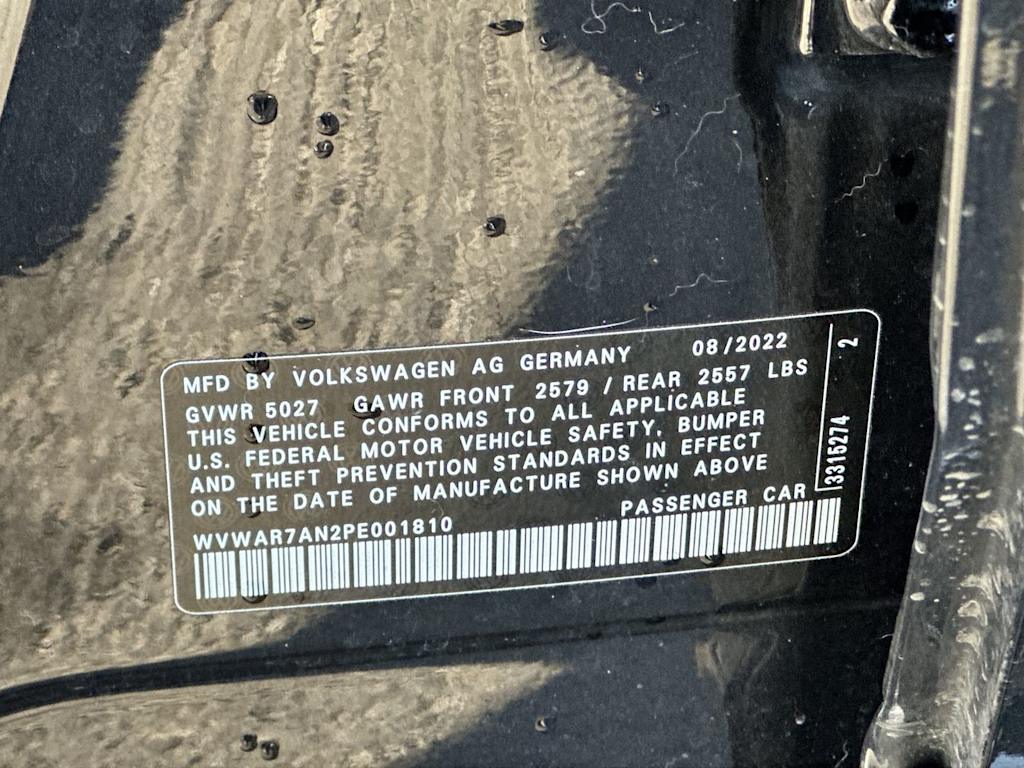 MFD BY VOLKSWAGEN AG GERMANY 08/2022
GVWR 5027 GAWR FRONT 2579 / REAR 2557 LBS
THIS VEHICLE CONFORMS TO ALL APPLICABLE
U.S. FEDERAL MOTOR VEHICLE SAFETY, BUMPER
AND THEFT PREVENTION STANDARDS IN EFFECT
ON THE DATE OF MANUFACTURE SHOWN ABOVE
PASSENGER CAR
WVWAR7AN2PE001810
3315274 2